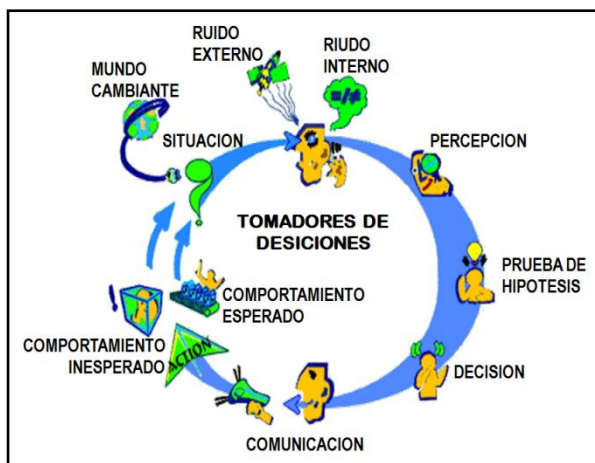 RUIDO
EXTERNO
RIUDO
INTERNO
=/≠
MUNDO
CAMBIANTE
SITUACION
PERCEPCION
TOMADORES DE
DESICIONES
PRUEBA DE
HIPOTESIS
COMPORTAMIENTO
ESPERADO
!
COMPORTAMIENTO
INESPERADO
ACTION
DECISION
COMUNICACION